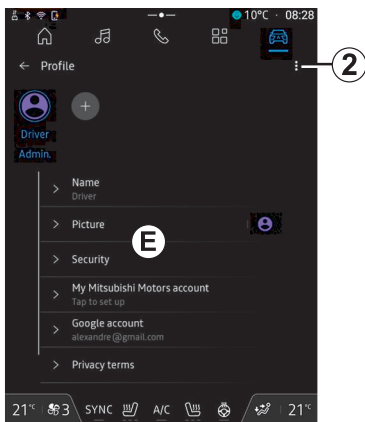 10°C · 08:28
← Profile
2
+
Driver
Admin.
> Name
Driver
> Picture
E
> Security
> My Mitsubishi Motors account
Tap to set up
> Google account
alexandre@gmail.com
> Privacy terms
21°C 3 SYNC A/C 21°C